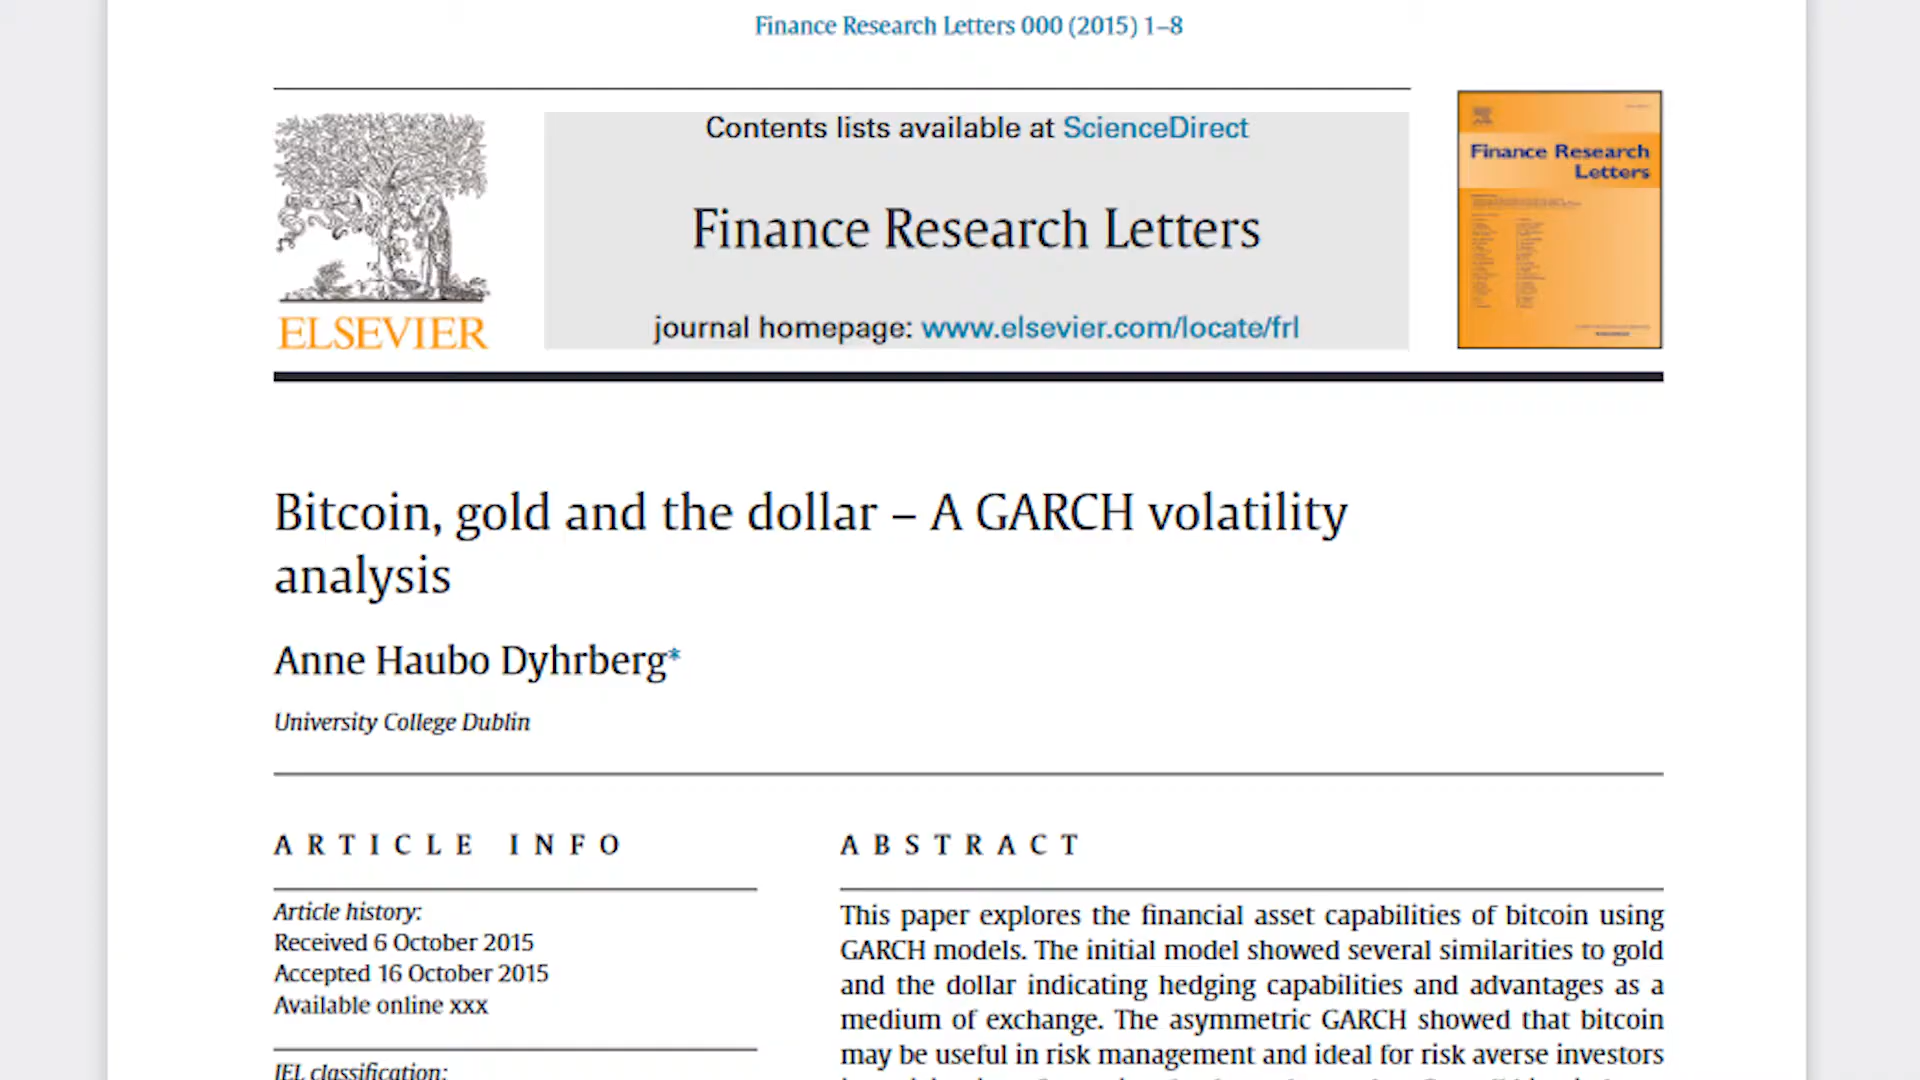 Finance Research Letters 000 (2015) 1–8
Contents lists available at ScienceDirect
Finance Research Letters
journal homepage: www.elsevier.com/locate/frl
ELSEVIER
Finance Research
Letters
Bitcoin, gold and the dollar – A GARCH volatility
analysis
Anne Haubo Dyhrberg*
University College Dublin
ARTICLE INFO
Article history:
Received 6 October 2015
Accepted 16 October 2015
Available online xxx
JEL classification:
ABSTRACT
This paper explores the financial asset capabilities of bitcoin using
GARCH models. The initial model showed several similarities to gold
and the dollar indicating hedging capabilities and advantages as a
medium of exchange. The asymmetric GARCH showed that bitcoin
may be useful in risk management and ideal for risk averse investors